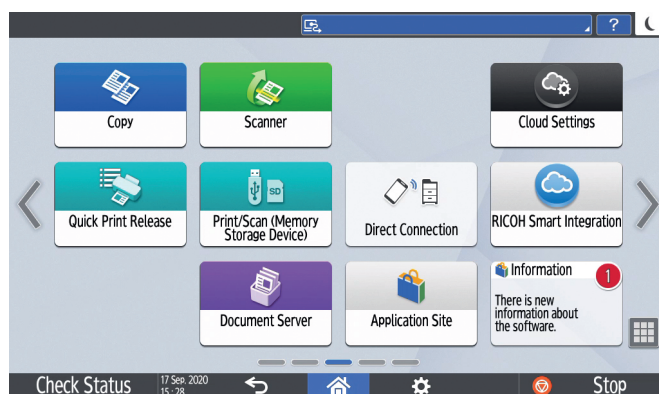 ?
Copy
Scanner
Cloud Settings
Quick Print Release
SD
Print/Scan (Memory
Storage Device)
Direct Connection
RICOH Smart Integration
Document Server
Application Site
Information
1
There is new
information about
the software.
Check Status
17 Sep. 2020
15:28
Stop